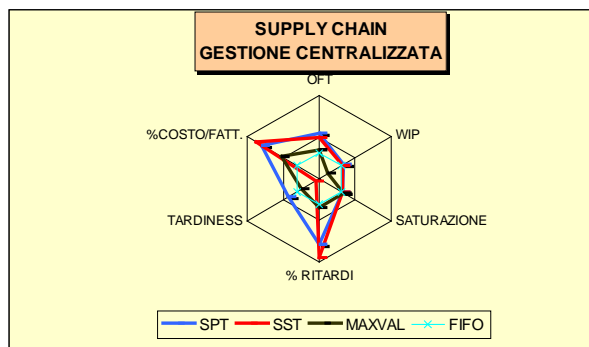 SUPPLY CHAIN
GESTIONE CENTRALIZZATA
OFT
%COSTO/FATT.
WIP
TARDINESS
SATURAZIONE
% RITARDI
SPT SST MAXVAL FIFO